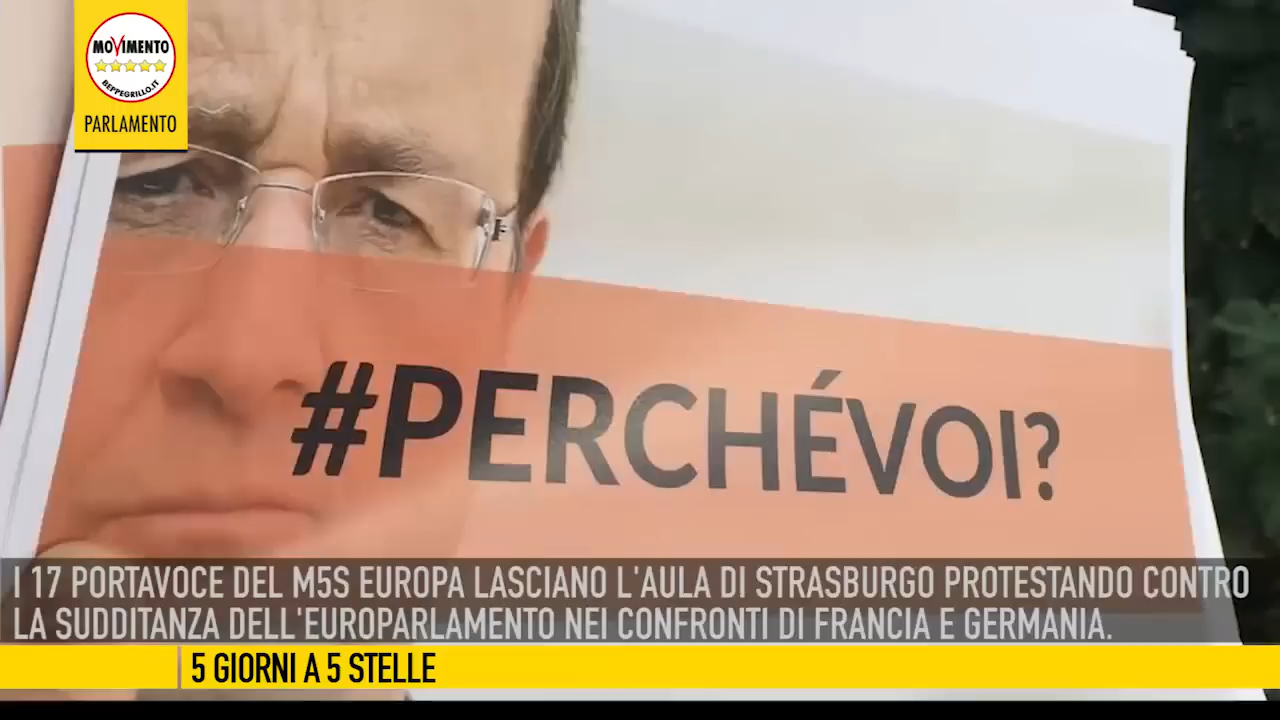 MOVIMENTO
BEPPEGRILLO.IT
PARLAMENTO
#PERCHÉVOI?
I 17 PORTAVOCE DEL M5S EUROPA LASCIANO L'AULA DI STRASBURGO PROTESTANDO CONTRO
LA SUDDITANZA DELL'EUROPARLAMENTO NEI CONFRONTI DI FRANCIA E GERMANIA.
5 GIORNI A 5 STELLE